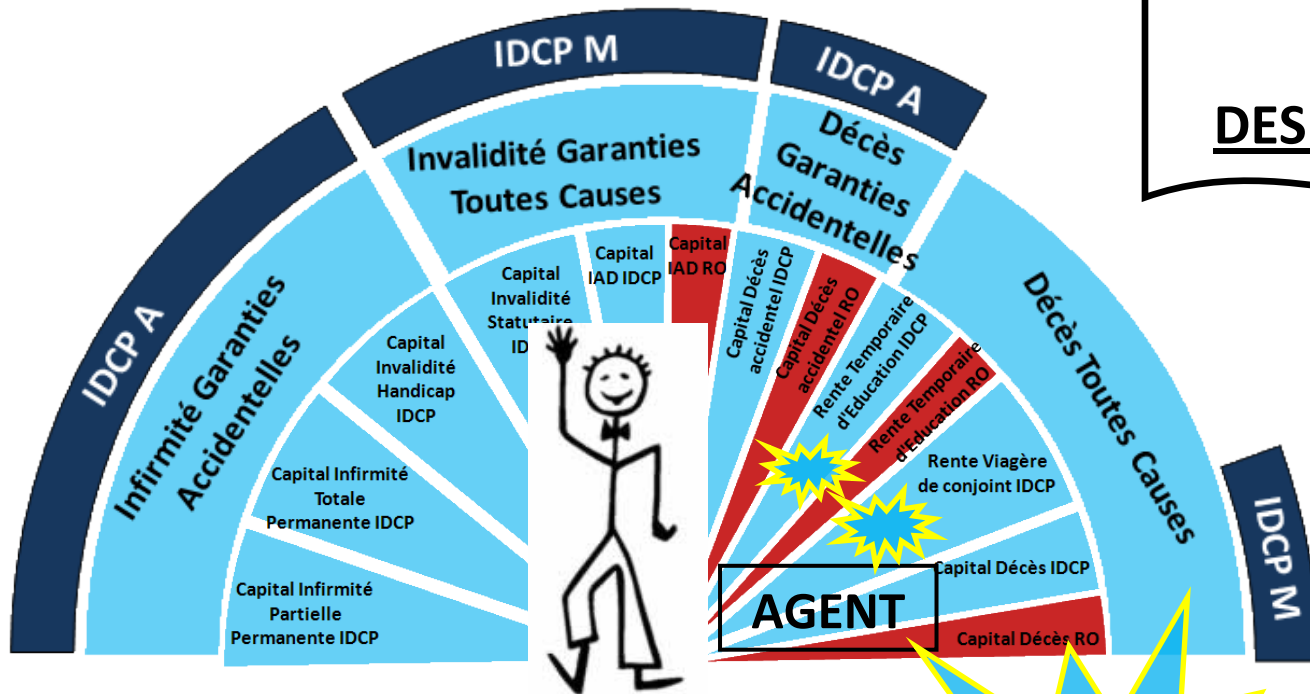 IDCP A
IDCP M
IDCP A
IDCP M
DES
Infirmité Garanties
Accidentelles
Invalidité Garanties
Toutes Causes
Décès
Garanties
Accidentelles
Décès Toutes Causes
Capital Infirmité
Partielle
Permanente IDCP
Capital Infirmité
Totale
Permanente IDCP
Capital
Invalidité
Handicap
IDCP
Capital
Invalidité
Statutaire
ID
Capital
IAD IDCP
Capital
IAD RO
Capital Décès
accidentel IDCP
Capital Décès
accidentel RO
Rente Temporaire
d'Education IDCP
Rente Temporaire
d'Education RO
Rente Viagère
de conjoint IDCP
Capital Décès IDCP
Capital Décès RO
AGENT